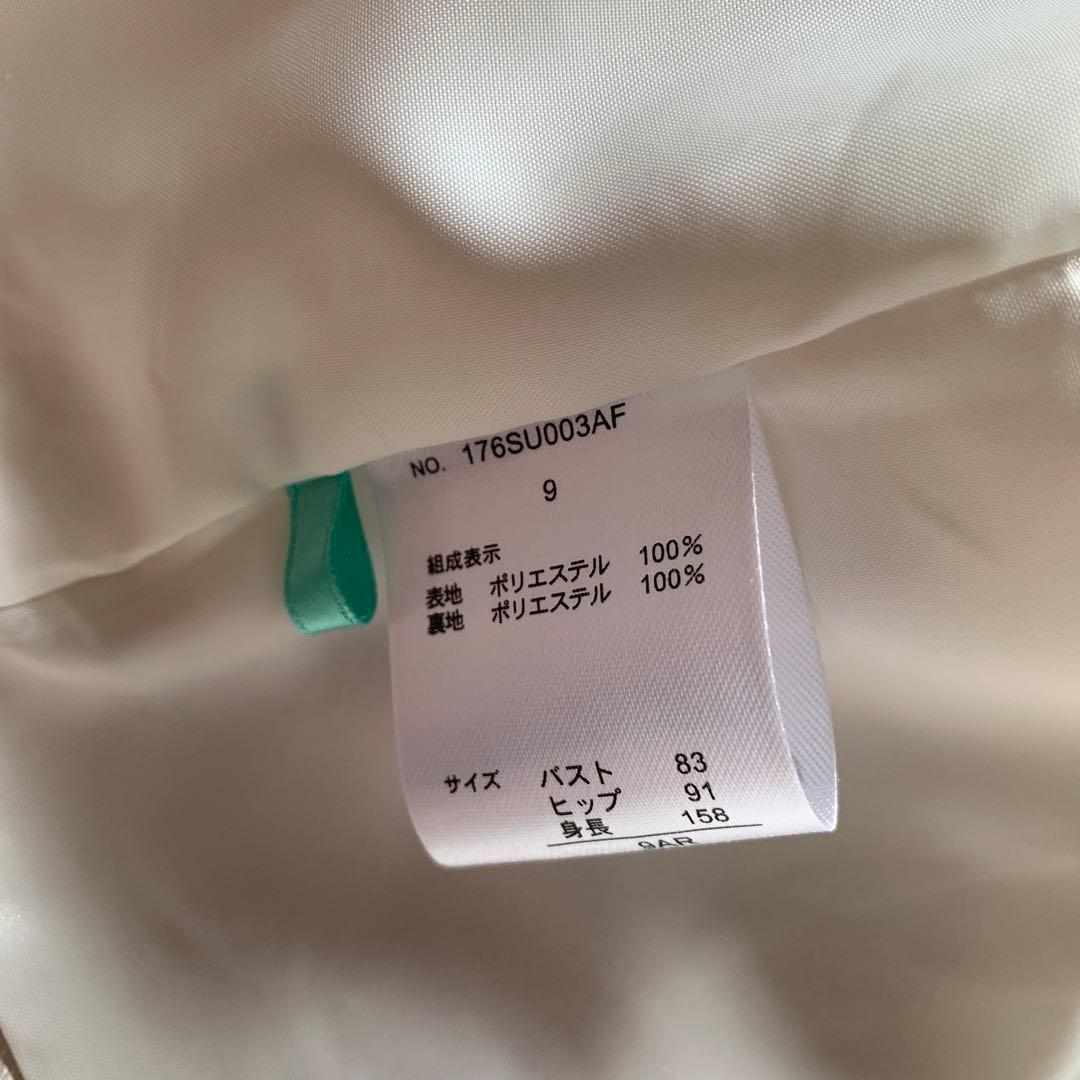 NO. 176SU003AF
9
組成表示
表地 ポリエステル 100%
裏地 ポリエステル 100%
サイズ バスト 83
ヒップ 91
身長 158
9AR